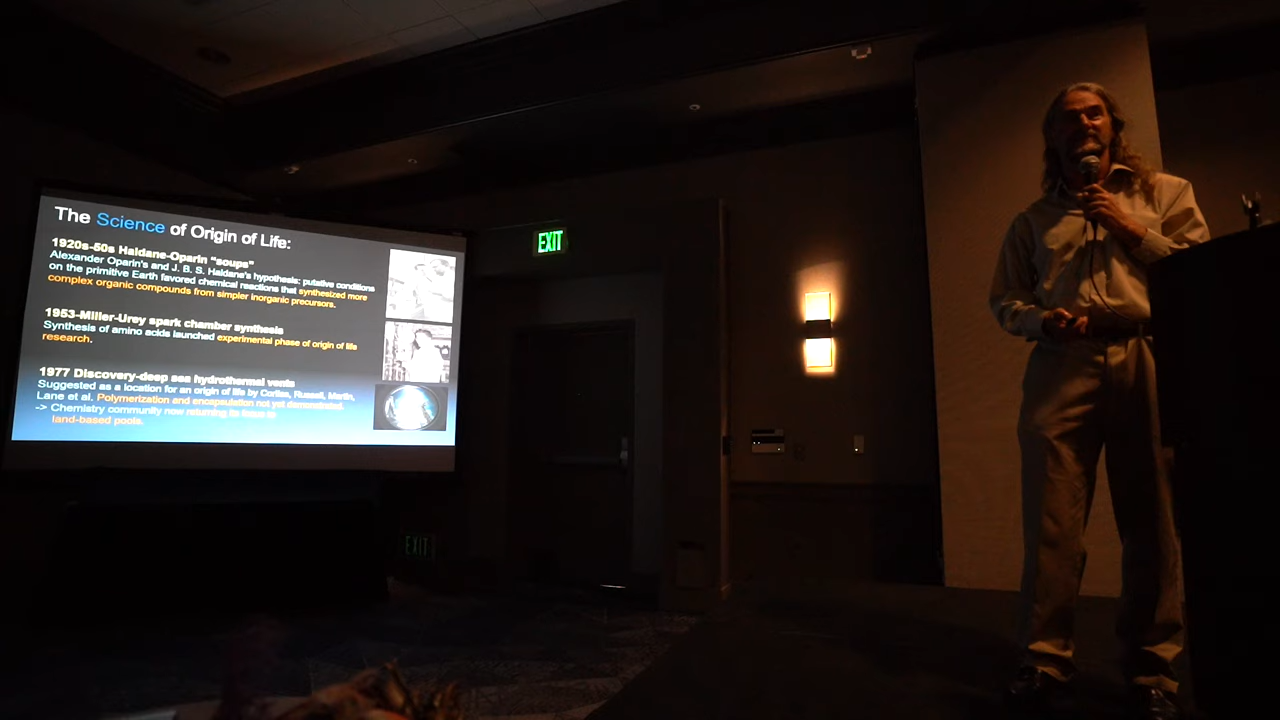 The Science of Origin of Life:
1920s-50s Haldane-Oparin "soups"
Alexander Oparin's and J. B. S. Haldane's hypothesis: putative conditions
on the primitive Earth favored chemical reactions that synthesized more
complex organic compounds from simpler inorganic precursors.
1953-Miller-Urey spark chamber synthesis
Synthesis of amino acids launched experimental phase of origin of life
research.
1977 Discovery-deep sea hydrothermal vents
Suggested as a location for an origin of life by Corliss, Russell, Martin,
Lane et al. Polymerization and encapsulation not yet demonstrated.
-> Chemistry community now returning its focus to
land-based pools.
EXIT
EXIT